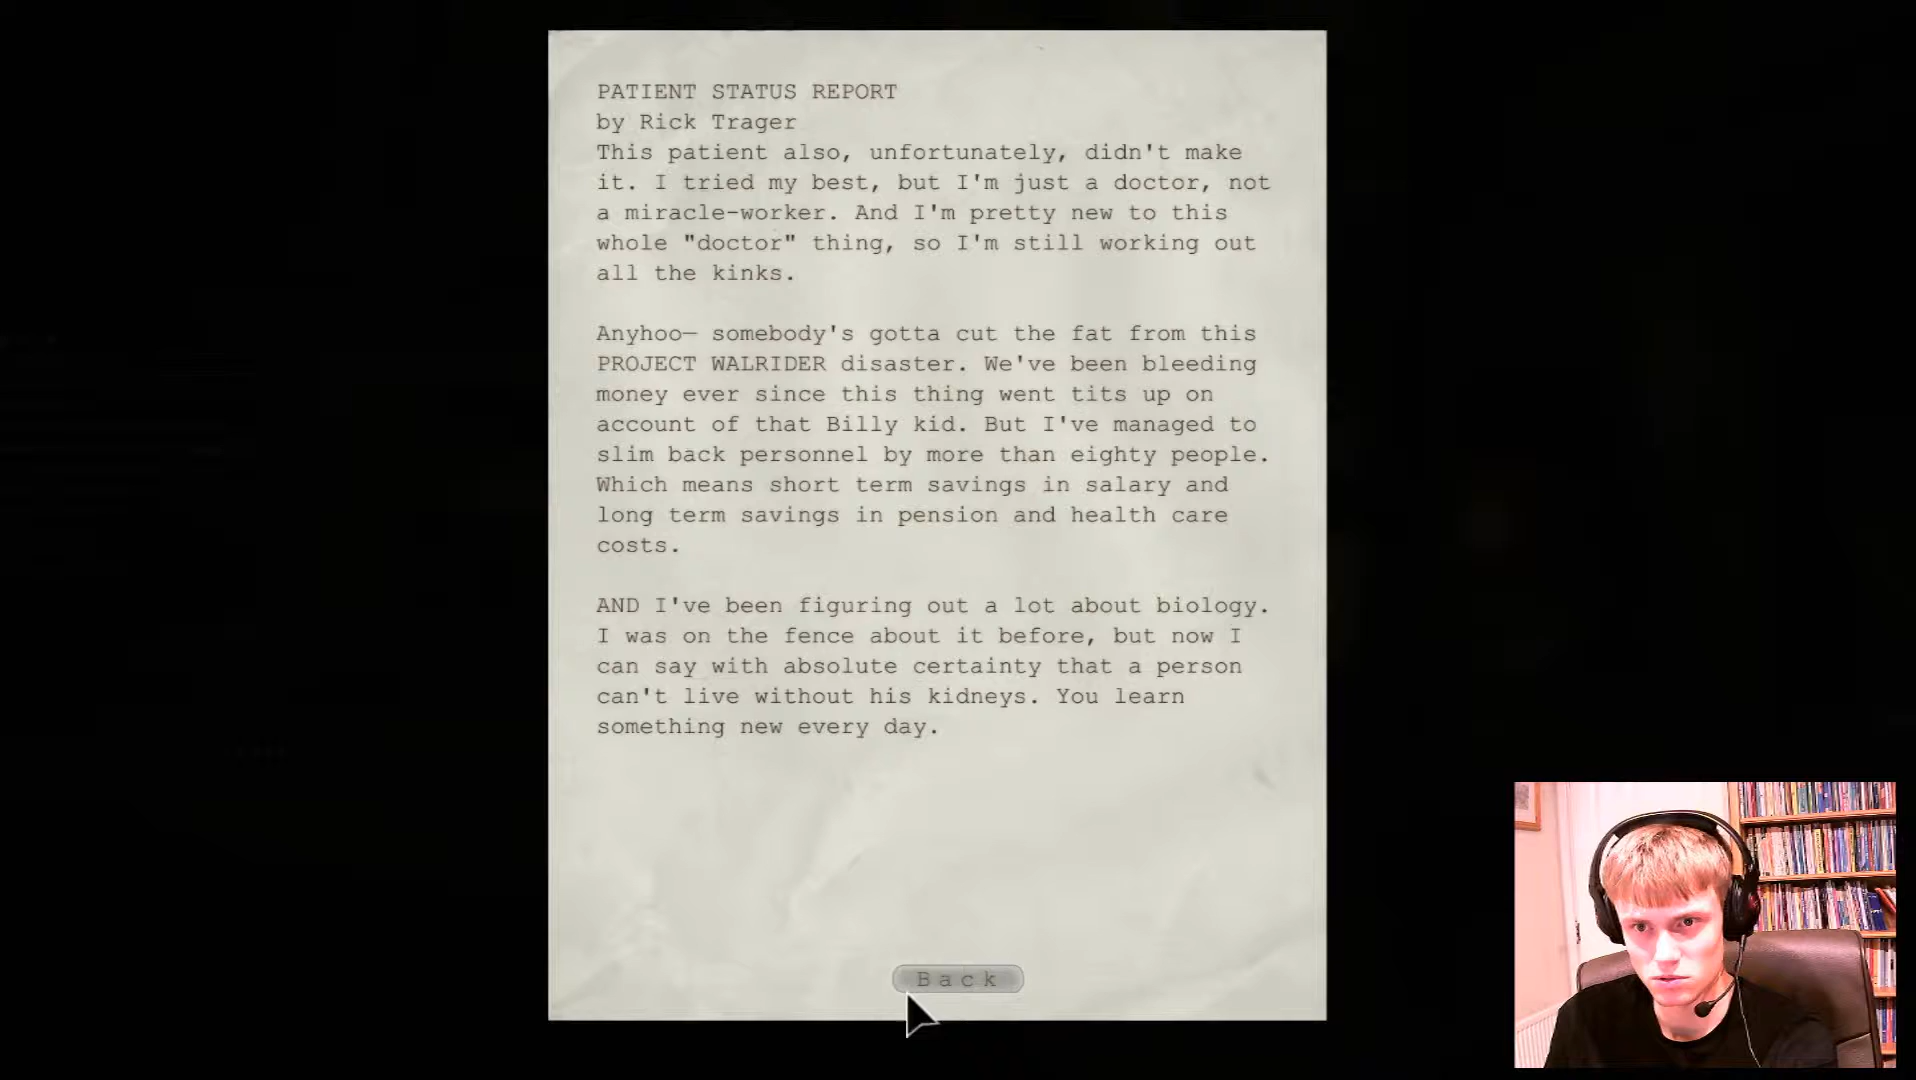 PATIENT STATUS REPORT
by Rick Trager
This patient also, unfortunately, didn't make
it. I tried my best, but I'm just a doctor, not
a miracle-worker. And I'm pretty new to this
whole "doctor" thing, so I'm still working out
all the kinks.
Anyhoo— somebody's gotta cut the fat from this
PROJECT WALRIDER disaster. We've been bleeding
money ever since this thing went tits up on
account of that Billy kid. But I've managed to
slim back personnel by more than eighty people.
Which means short term savings in salary and
long term savings in pension and health care
costs.
AND I've been figuring out a lot about biology.
I was on the fence about it before, but now I
can say with absolute certainty that a person
can't live without his kidneys. You learn
something new every day.
Back